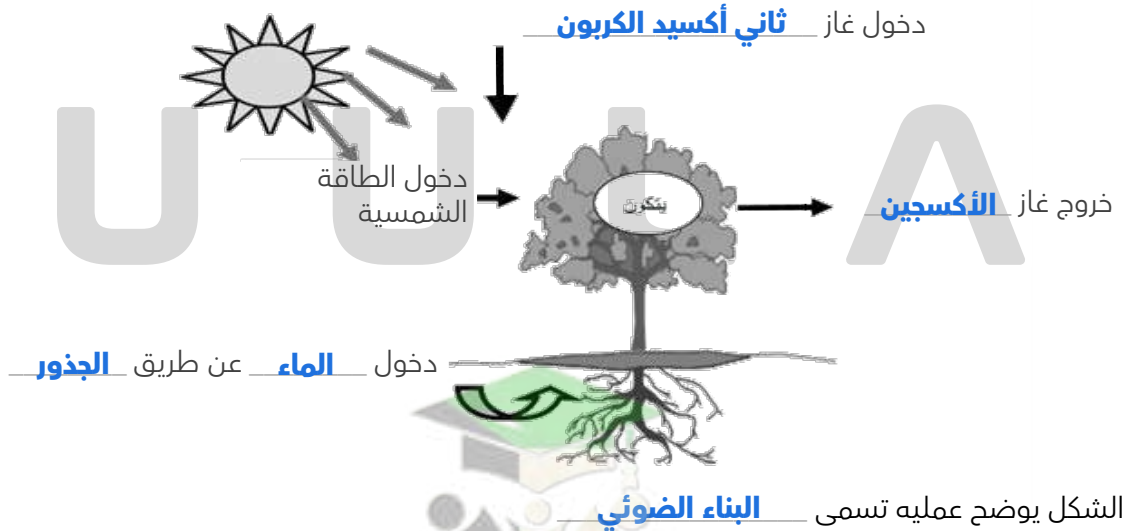 دخول غاز ثاني أكسيد الكربون
U U L A
دخول الطاقة
الشمسية
يتكون
خروج غاز الأكسجين
دخول الماء عن طريق الجذور
الشكل يوضح عمليه تسمى البناء الضوئي